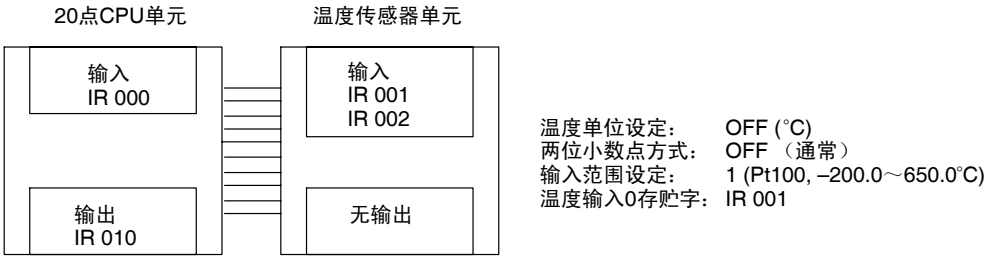 20点CPU单元
温度传感器单元
输入
IR 000
输入
IR 001
IR 002
输出
IR 010
无输出
温度单位设定： OFF (°C)
两位小数点方式： OFF （通常）
输入范围设定： 1 (Pt100, –200.0～650.0°C)
温度输入0存贮字： IR 001